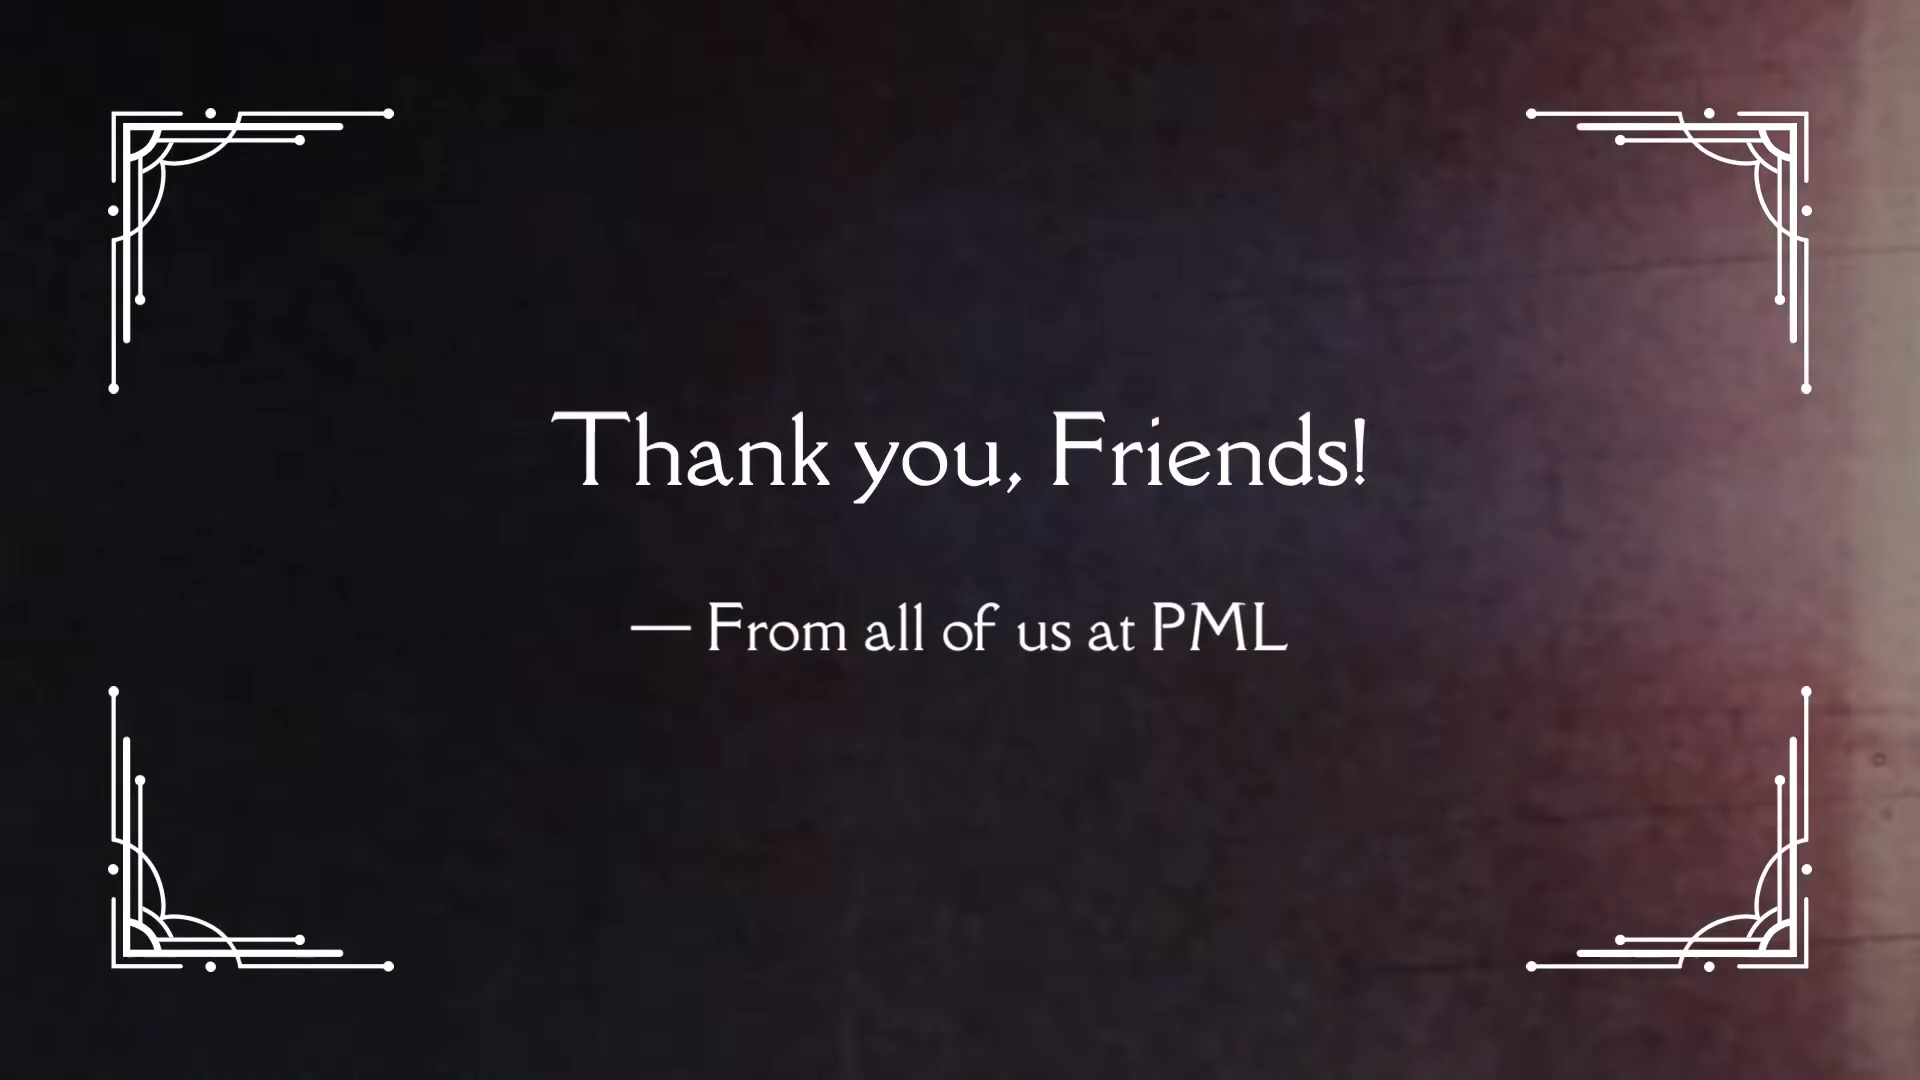 Thank you, Friends!
— From all of us at PML